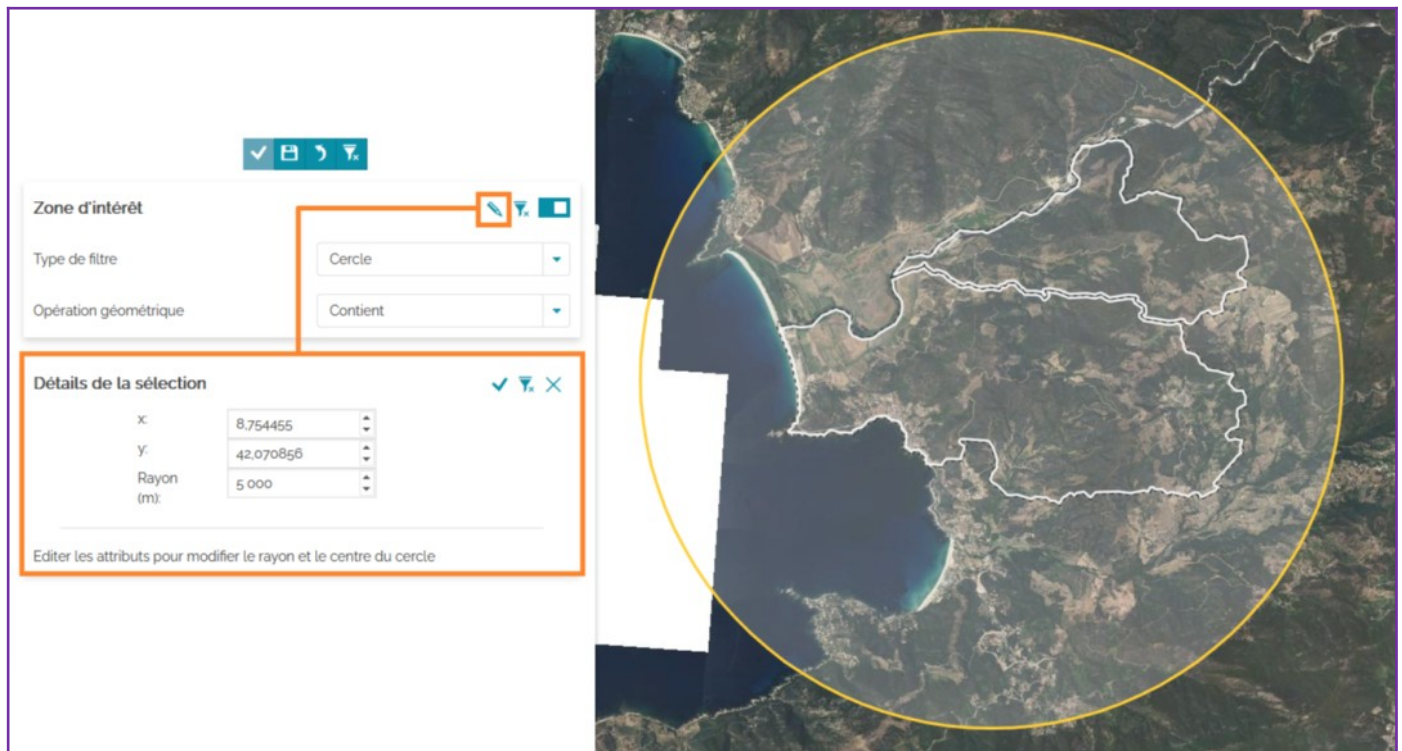 Zone d'intérêt
Type de filtre
Cercle
Opération géométrique
Contient
Détails de la sélection
x:
8,754455
y:
42,070856
Rayon
(m):
5 000
Editer les attributs pour modifier le rayon et le centre du cercle